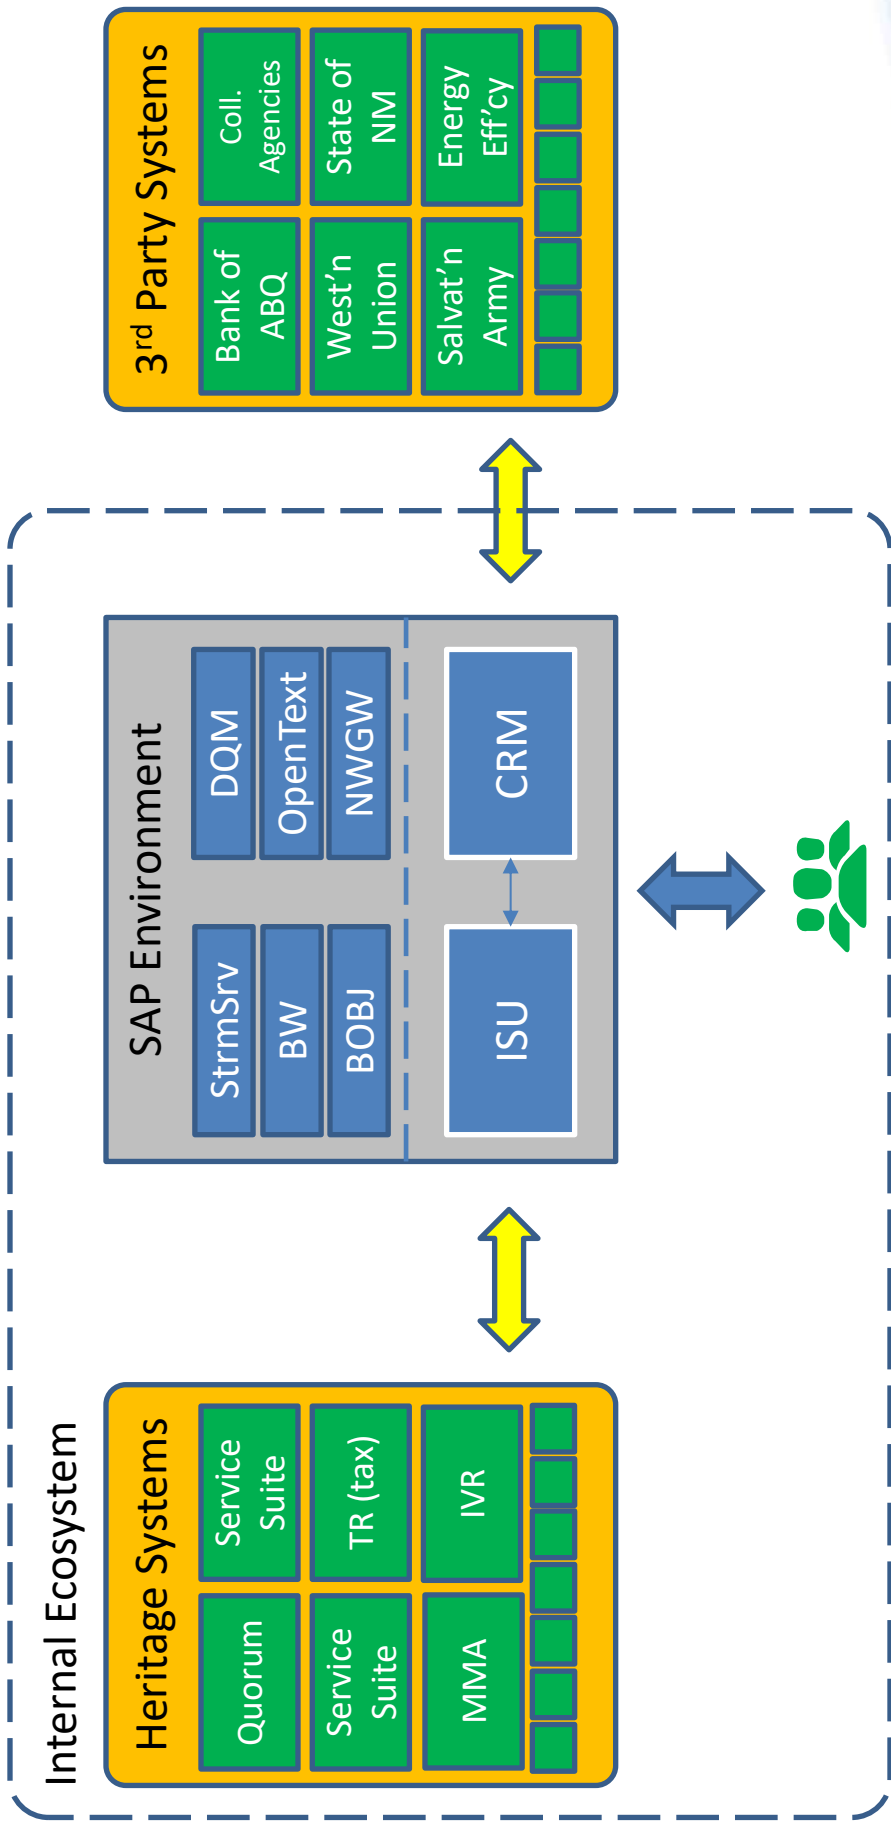 Internal Ecosystem
Heritage Systems
Quorum
Service
Suite
Service
Suite
TR (tax)
MMA
IVR
SAP Environment
StrmSrv
DQM
BW
OpenText
BOBJ
NWGW
ISU
CRM
3rd Party Systems
Bank of
ABQ
Coll.
Agencies
West'n
Union
State of
NM
Salvat'n
Army
Energy
Eff'cy